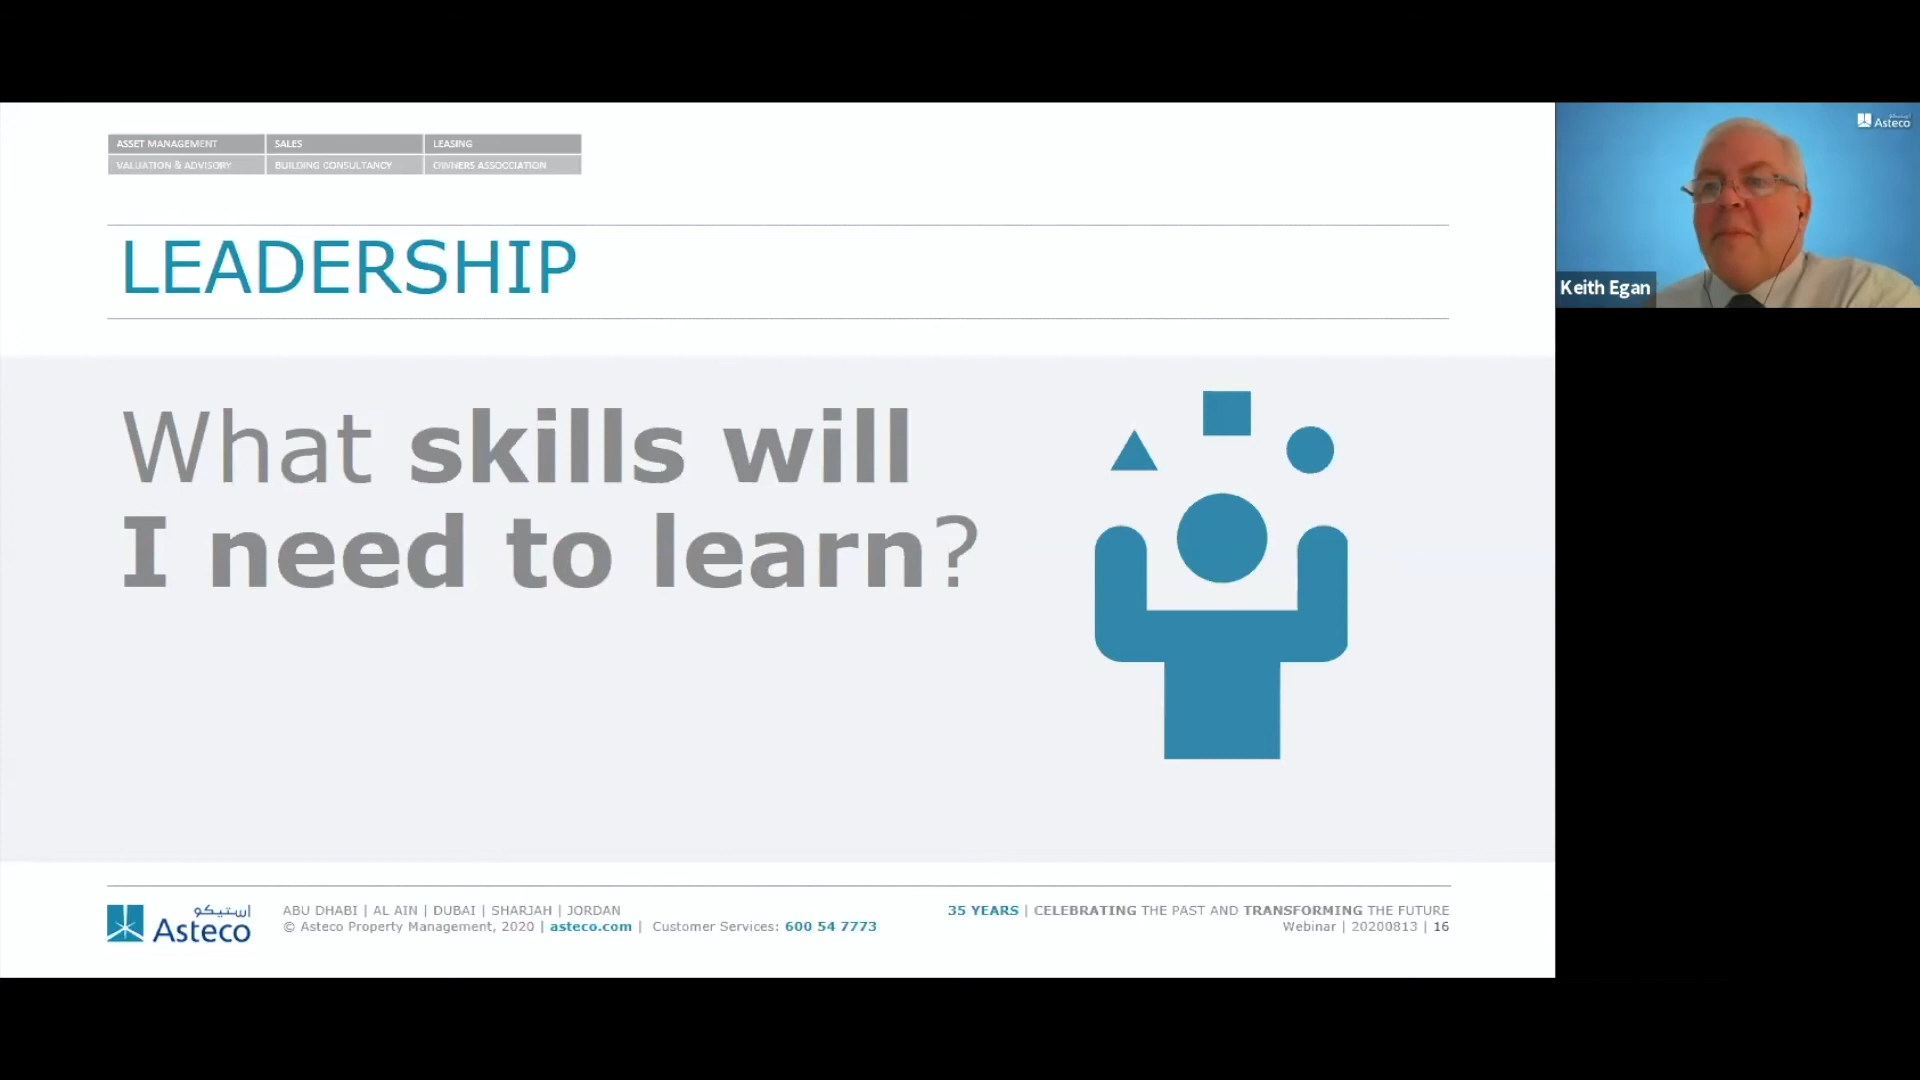 ASSET MANAGEMENT SALES LEASING
VALUATION & ADVISORY BUILDING CONSULTANCY OWNERS ASSOCCIATION
LEADERSHIP
What skills will
I need to learn?
استيكو
Asteco
ABU DHABI | AL AIN | DUBAI | SHARJAH | JORDAN
© Asteco Property Management, 2020 | asteco.com | Customer Services: 600 54 7773
35 YEARS | CELEBRATING THE PAST AND TRANSFORMING THE FUTURE
Webinar | 20200813 | 16
Asteco
Keith Egan